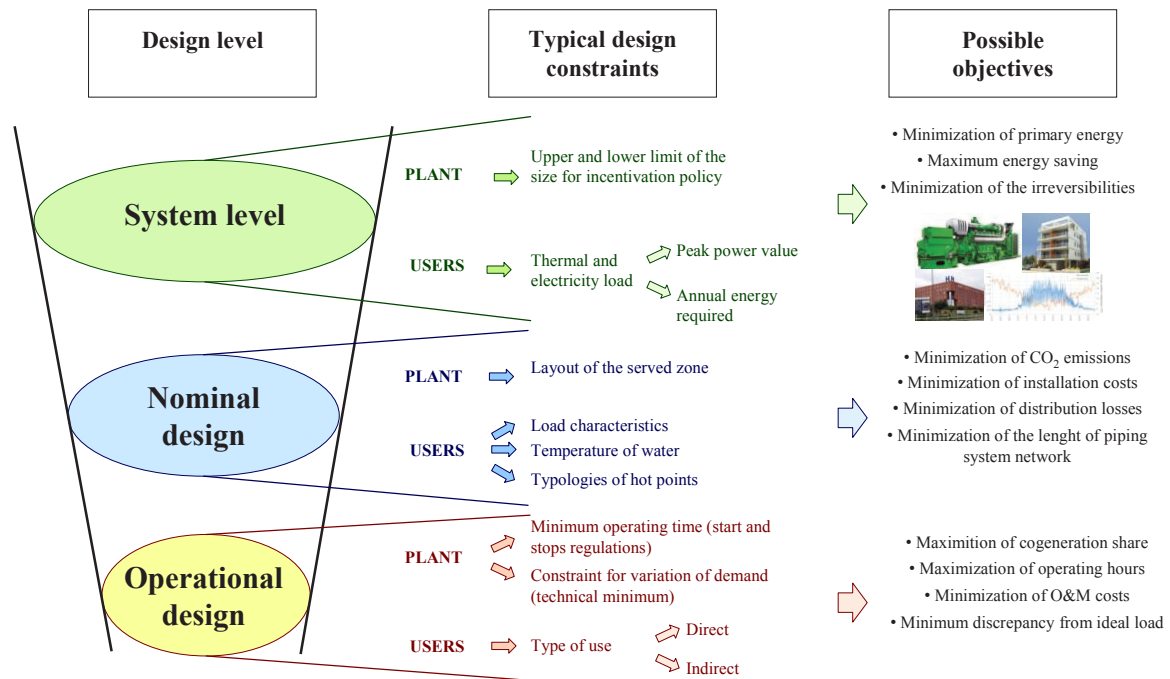 Design level
Typical design
constraints
Possible
objectives
System level
PLANT
Upper and lower limit of the
size for incentivation policy
USERS
Thermal and
electricity load
Peak power value
Annual energy
required
• Minimization of primary energy
• Maximum energy saving
• Minimization of the irreversibilities
Nominal
design
PLANT
Layout of the served zone
USERS
Load characteristics
Temperature of water
Typologies of hot points
• Minimization of CO₂ emissions
• Minimization of installation costs
• Minimization of distribution losses
• Minimization of the lenght of piping
system network
Operational
design
PLANT
Minimum operating time (start and
stops regulations)
Constraint for variation of demand
(technical minimum)
USERS
Type of use
Direct
Indirect
• Maximition of cogeneration share
• Maximization of operating hours
• Minimization of O&M costs
• Minimum discrepancy from ideal load